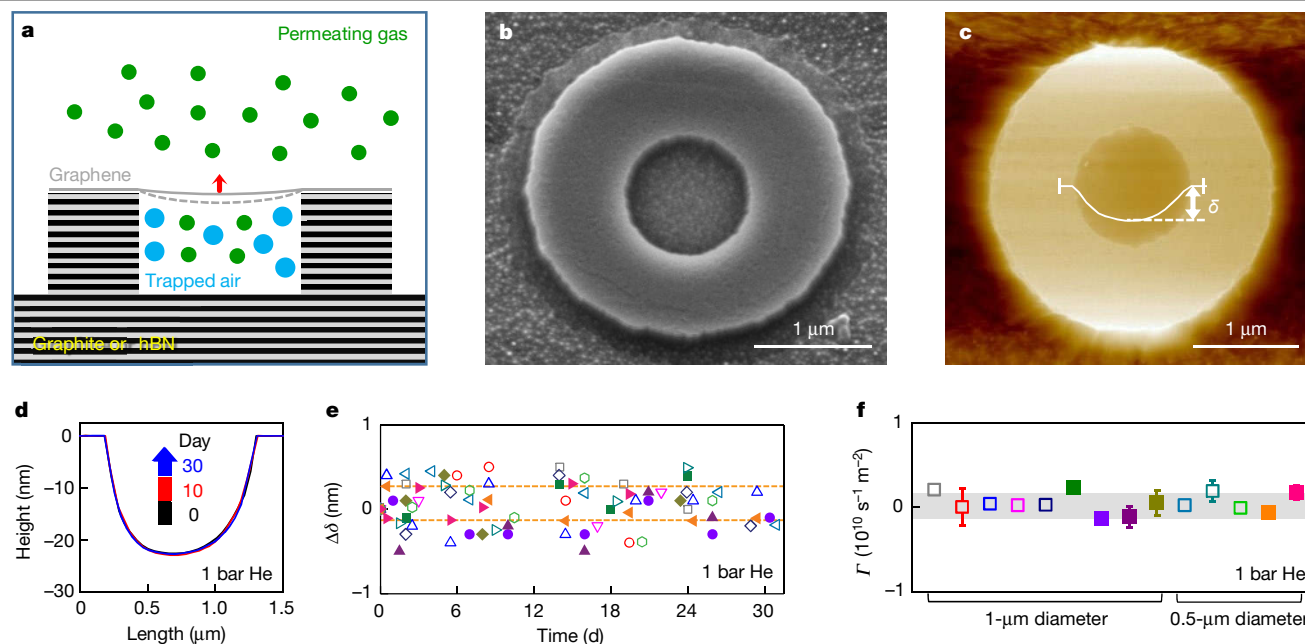 a
Permeating gas
Graphene
Trapped air
Graphite or hBN
b
1 μm
c
δ
1 μm
d
Height (nm)
0
−10
−20
−30
Day
30
10
0
1 bar He
0
0.5
1.0
1.5
Length (μm)
e
Δδ (nm)
1
0
−1
1 bar He
0
6
12
18
24
30
Time (d)
f
Γ (10¹⁰ s⁻¹ m⁻²)
1
0
−1
1 bar He
1-μm diameter
0.5-μm diameter